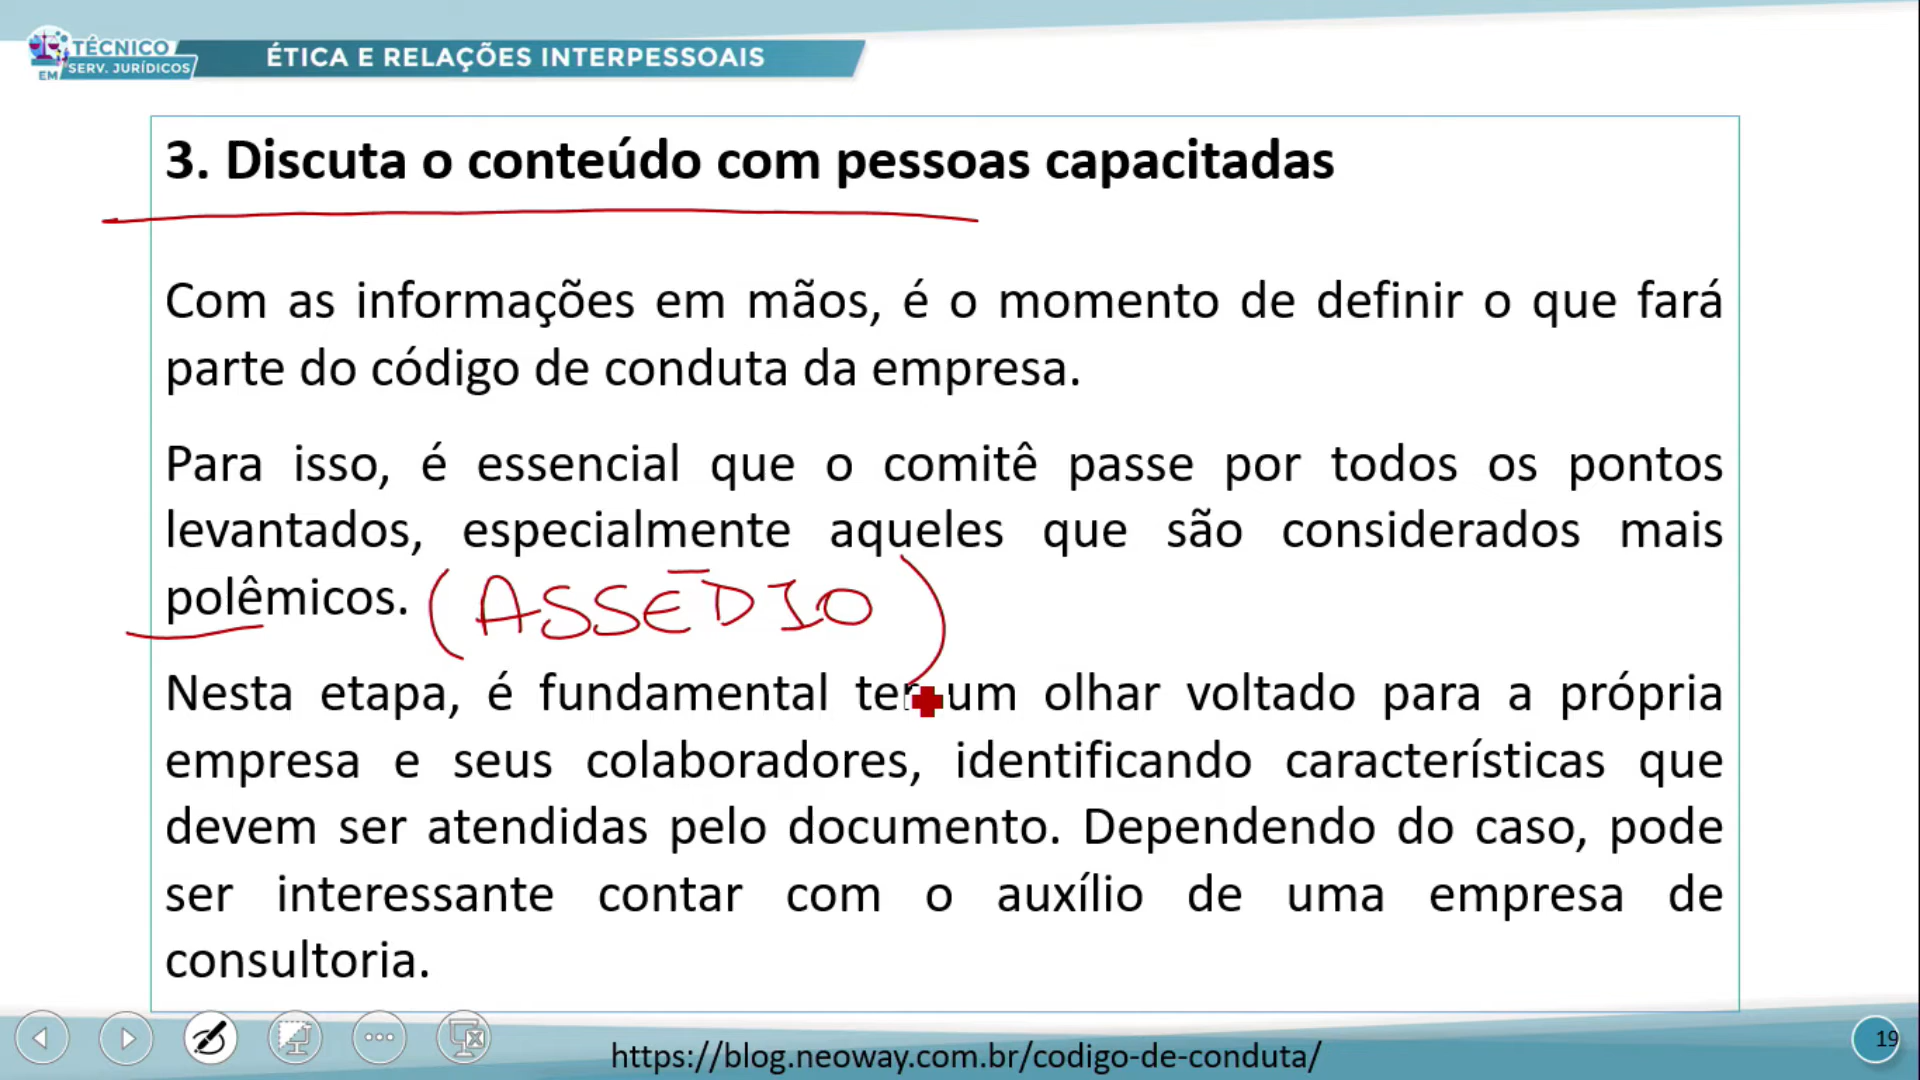 TÉCNICO
EM SERV. JURÍDICOS
ÉTICA E RELAÇÕES INTERPESSOAIS
3. Discuta o conteúdo com pessoas capacitadas
Com as informações em mãos, é o momento de definir o que fará
parte do código de conduta da empresa.
Para isso, é essencial que o comitê passe por todos os pontos
levantados, especialmente aqueles que são considerados mais
polêmicos. (ASSÉDIO)
Nesta etapa, é fundamental ter um olhar voltado para a própria
empresa e seus colaboradores, identificando características que
devem ser atendidas pelo documento. Dependendo do caso, pode
ser interessante contar com o auxílio de uma empresa de
consultoria.
https://blog.neoway.com.br/codigo-de-conduta/
19